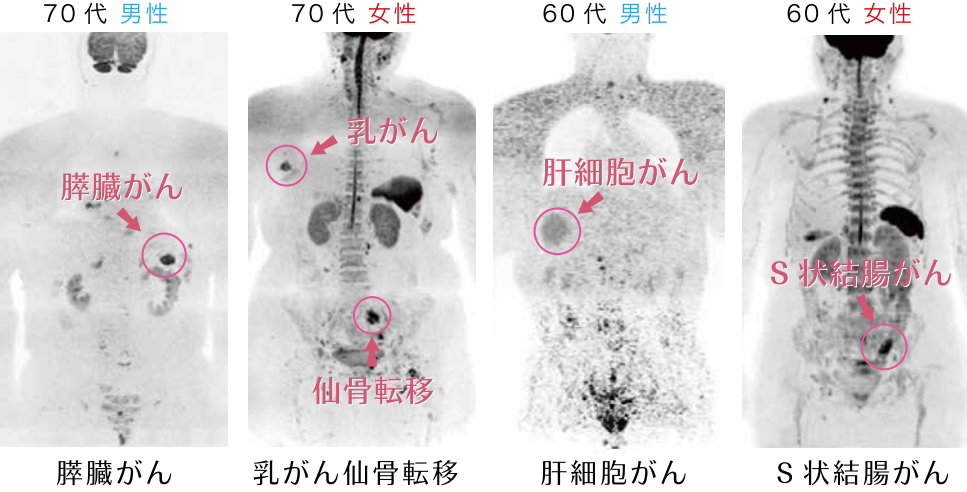 70代 男性
70代 女性
60代 男性
60代 女性
膵臓がん
乳がん
仙骨転移
肝細胞がん
S状結腸がん
膵臓がん
乳がん仙骨転移
肝細胞がん
S状結腸がん